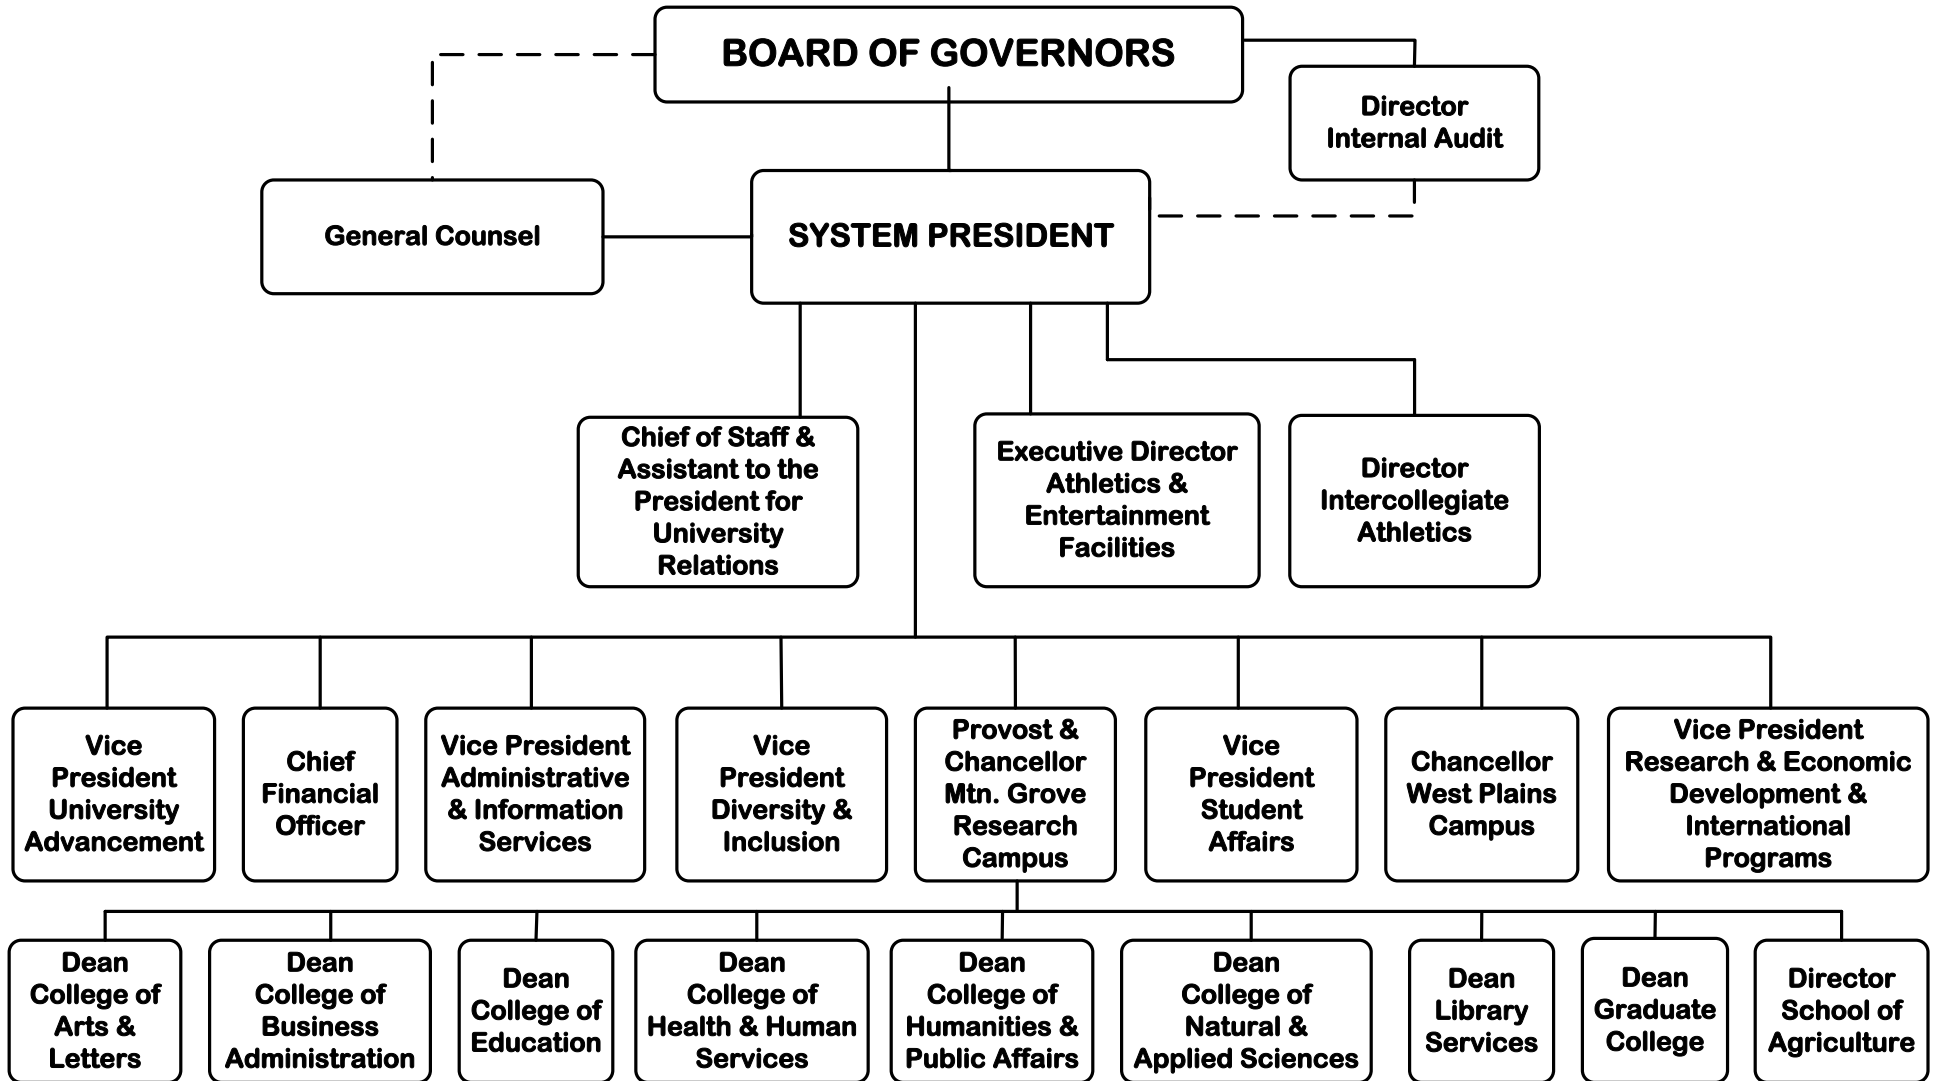 BOARD OF GOVERNORS
Director
Internal Audit
General Counsel
SYSTEM PRESIDENT
Chief of Staff &
Assistant to the
President for
University
Relations
Executive Director
Athletics &
Entertainment
Facilities
Director
Intercollegiate
Athletics
Vice
President
University
Advancement
Chief
Financial
Officer
Vice President
Administrative
& Information
Services
Vice
President
Diversity &
Inclusion
Provost &
Chancellor
Mtn. Grove
Research
Campus
Vice
President
Student
Affairs
Chancellor
West Plains
Campus
Vice President
Research & Economic
Development &
International
Programs
Dean
College of
Arts &
Letters
Dean
College of
Business
Administration
Dean
College of
Education
Dean
College of
Health & Human
Services
Dean
College of
Humanities &
Public Affairs
Dean
College of
Natural &
Applied Sciences
Dean
Library
Services
Dean
Graduate
College
Director
School of
Agriculture